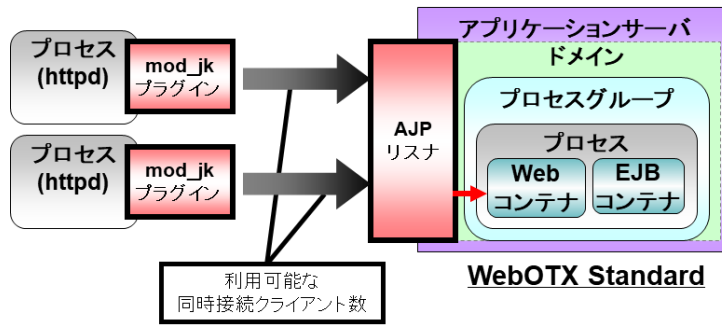 プロセス
(httpd)
mod_jk
プラグイン
プロセス
(httpd)
mod_jk
プラグイン
利用可能な
同時接続クライアント数
AJP
リスナ
アプリケーションサーバ
ドメイン
プロセスグループ
プロセス
Web
コンテナ
EJB
コンテナ
WebOTX Standard